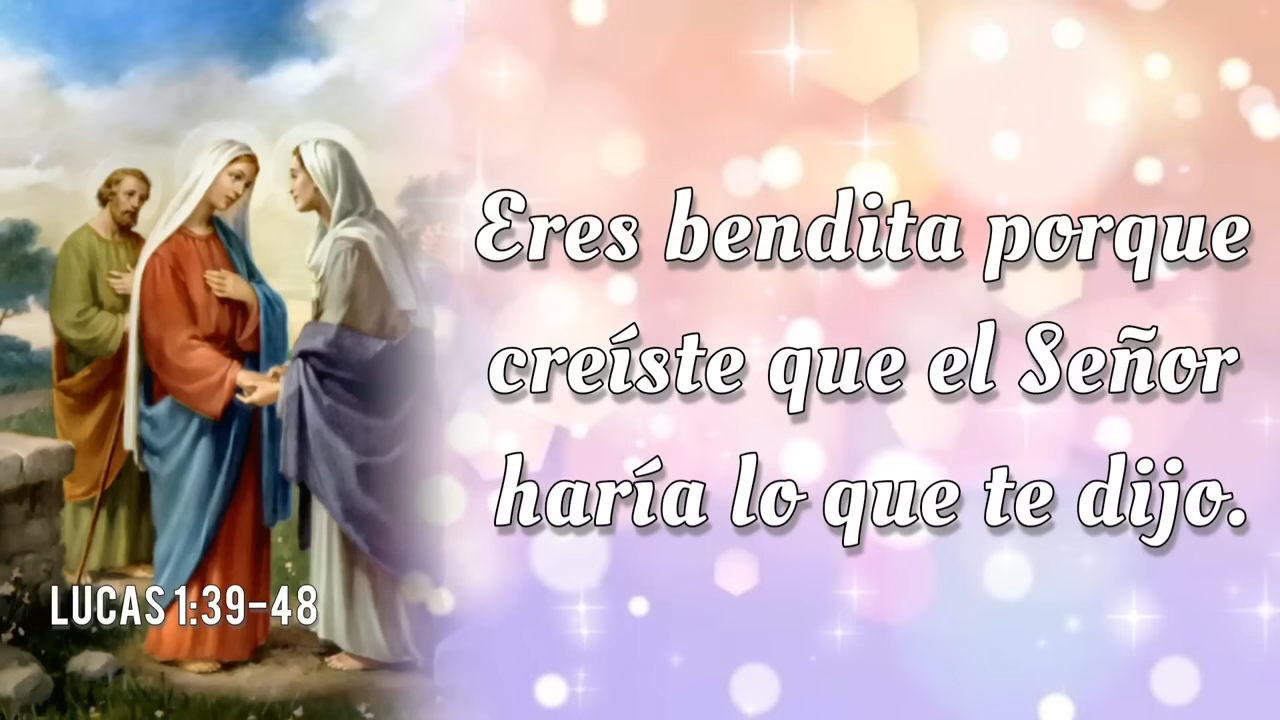 Eres bendita porque
creíste que el Señor
haría lo que te dijo.
LUCAS 1:39-48